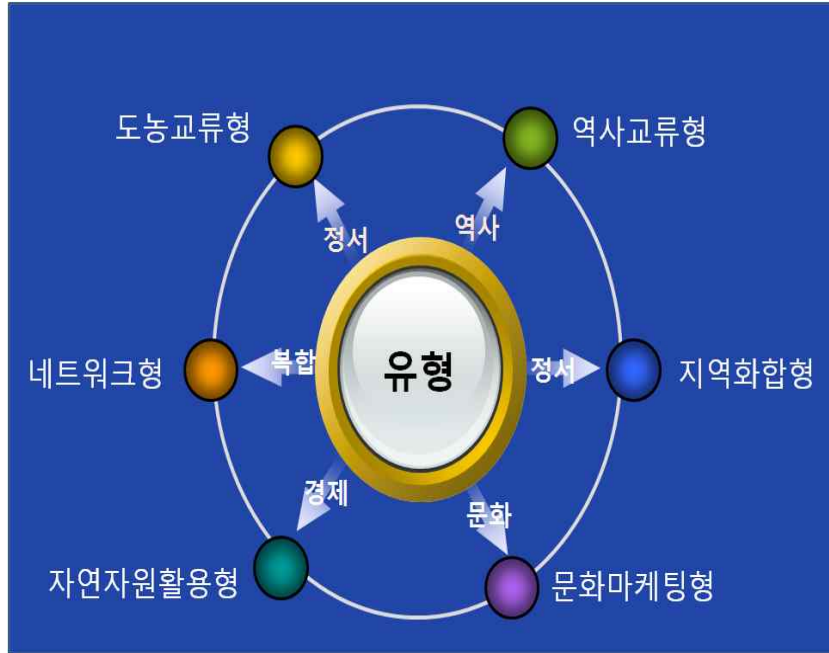 도농교류형
역사교류형
정서
역사
네트워크형
복합
유형
정서
지역화합형
경제
문화
자연자원활용형
문화마케팅형